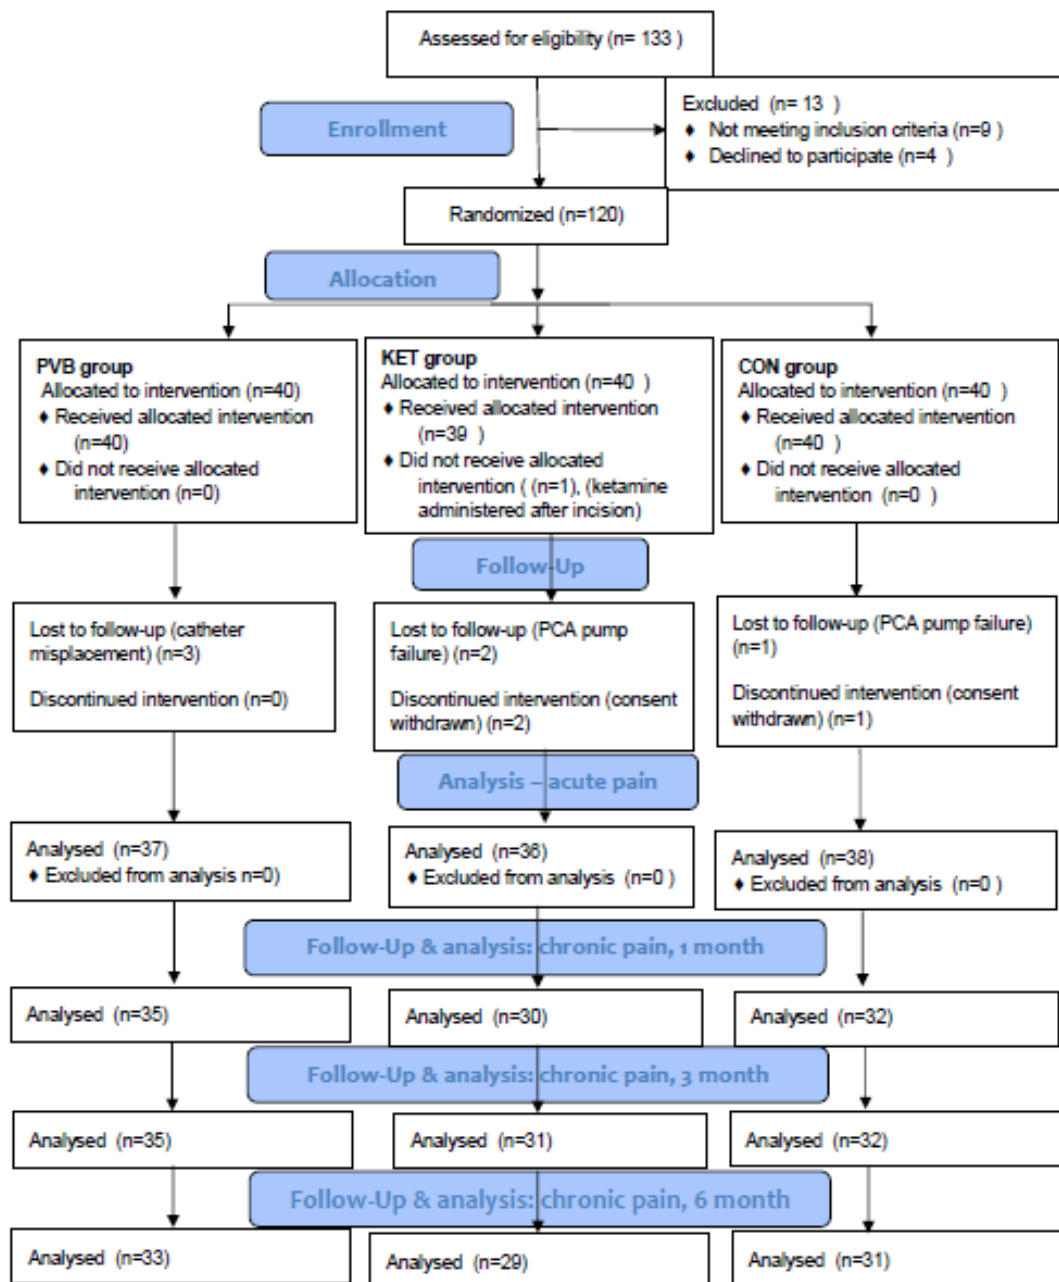 Assessed for eligibility (n= 133 )
Enrollment
Excluded (n= 13 )
♦ Not meeting inclusion criteria (n=9 )
♦ Declined to participate (n=4 )
Randomized (n=120)
Allocation
PVB group
Allocated to intervention (n=40)
♦ Received allocated intervention
(n=40)
♦ Did not receive allocated
intervention (n=0)
KET group
Allocated to intervention (n=40 )
♦ Received allocated intervention
(n=39 )
♦ Did not receive allocated
intervention ( (n=1), (ketamine
administered after incision)
CON group
Allocated to intervention (n=40 )
♦ Received allocated intervention
(n=40 )
♦ Did not receive allocated
intervention (n=0 )
Follow-Up
Lost to follow-up (catheter
misplacement) (n=3)
Discontinued intervention (n=0)
Lost to follow-up (PCA pump
failure) (n=2)
Discontinued intervention (consent
withdrawn) (n=2)
Lost to follow-up (PCA pump failure)
(n=1)
Discontinued intervention (consent
withdrawn) (n=1)
Analysis – acute pain
Analysed (n=37)
♦ Excluded from analysis n=0)
Analysed (n=36)
♦ Excluded from analysis (n=0 )
Analysed (n=38)
♦ Excluded from analysis (n=0 )
Follow-Up & analysis: chronic pain, 1 month
Analysed (n=35)
Analysed (n=30)
Analysed (n=32)
Follow-Up & analysis: chronic pain, 3 month
Analysed (n=35)
Analysed (n=31)
Analysed (n=32)
Follow-Up & analysis: chronic pain, 6 month
Analysed (n=33)
Analysed (n=29)
Analysed (n=31)